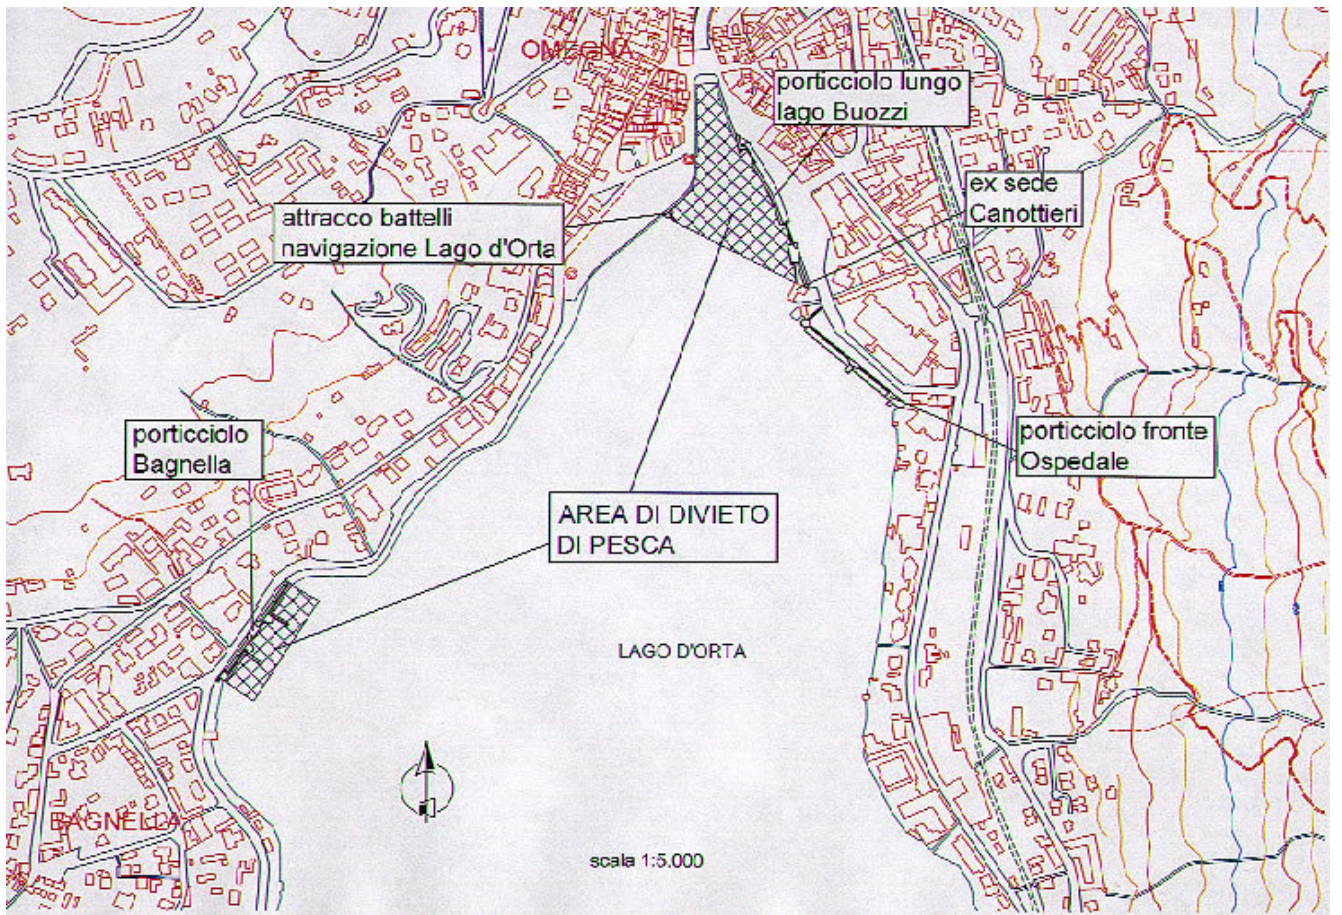 OMEGNA
porticciolo lungo
lago Buozzi
ex sede
Canottieri
attracco battelli
navigazione Lago d'Orta
porticciolo
Bagnella
porticciolo fronte
Ospedale
AREA DI DIVIETO
DI PESCA
LAGO D'ORTA
BAGNELLA
scala 1:5.000